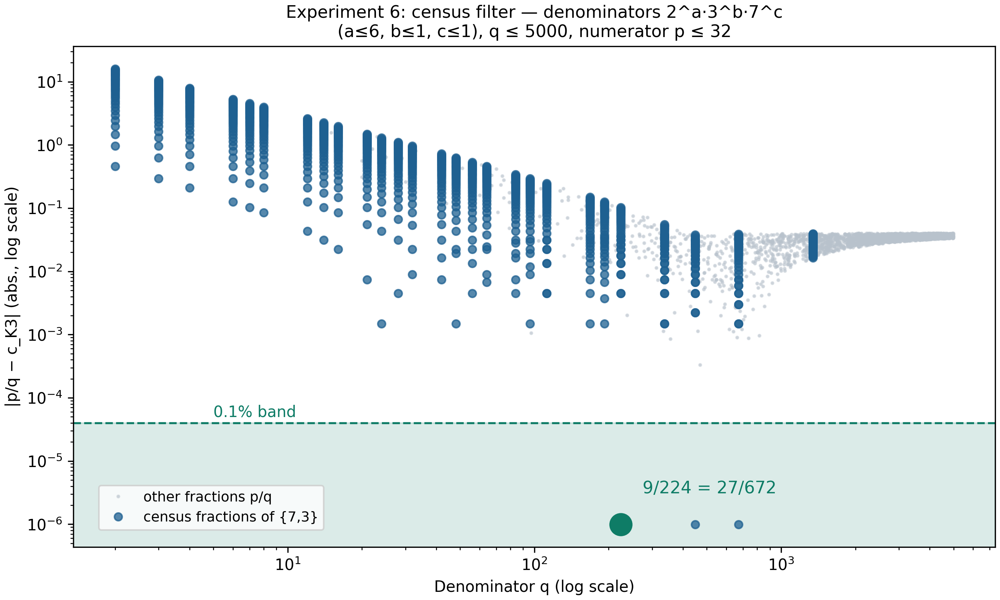 Experiment 6: census filter — denominators 2^a·3^b·7^c
(a≤6, b≤1, c≤1), q ≤ 5000, numerator p ≤ 32
|p/q − c_K3| (abs., log scale)
10¹
10⁰
10⁻¹
10⁻²
10⁻³
10⁻⁴
10⁻⁵
10⁻⁶
0.1% band
9/224 = 27/672
other fractions p/q
census fractions of {7,3}
10¹
10²
10³
Denominator q (log scale)